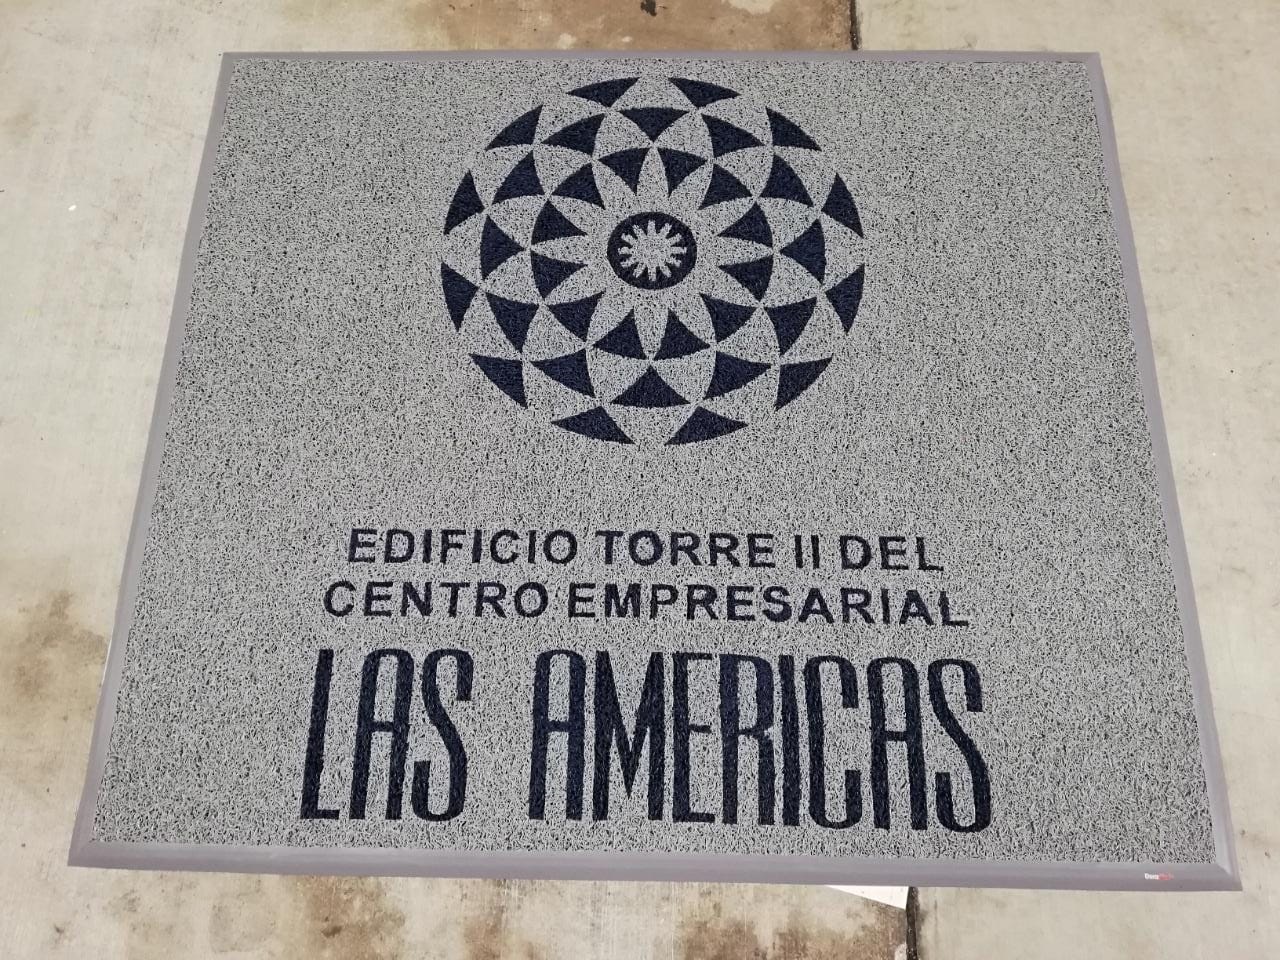 EDIFICIO TORRE II DEL
CENTRO EMPRESARIAL
LAS AMERICAS